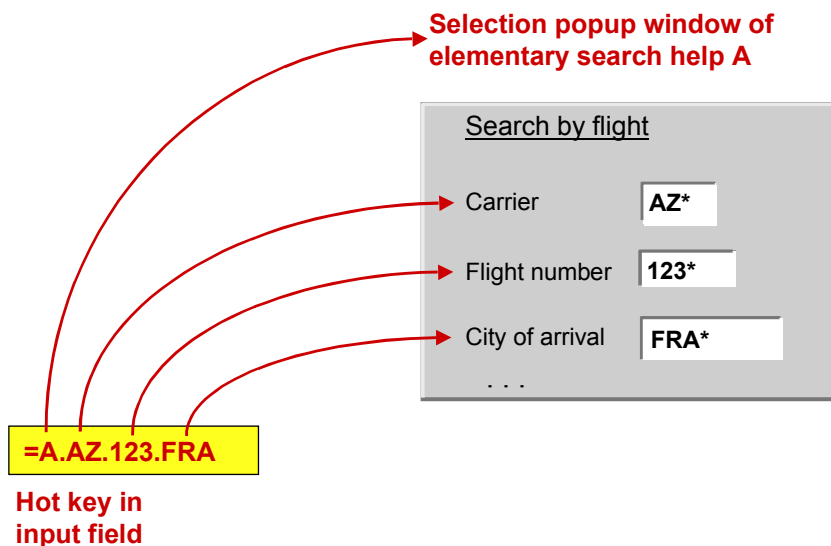 Selection popup window of
elementary search help A
Search by flight
Carrier AZ*
Flight number 123*
City of arrival FRA*
. . .
=A.AZ.123.FRA
Hot key in
input field